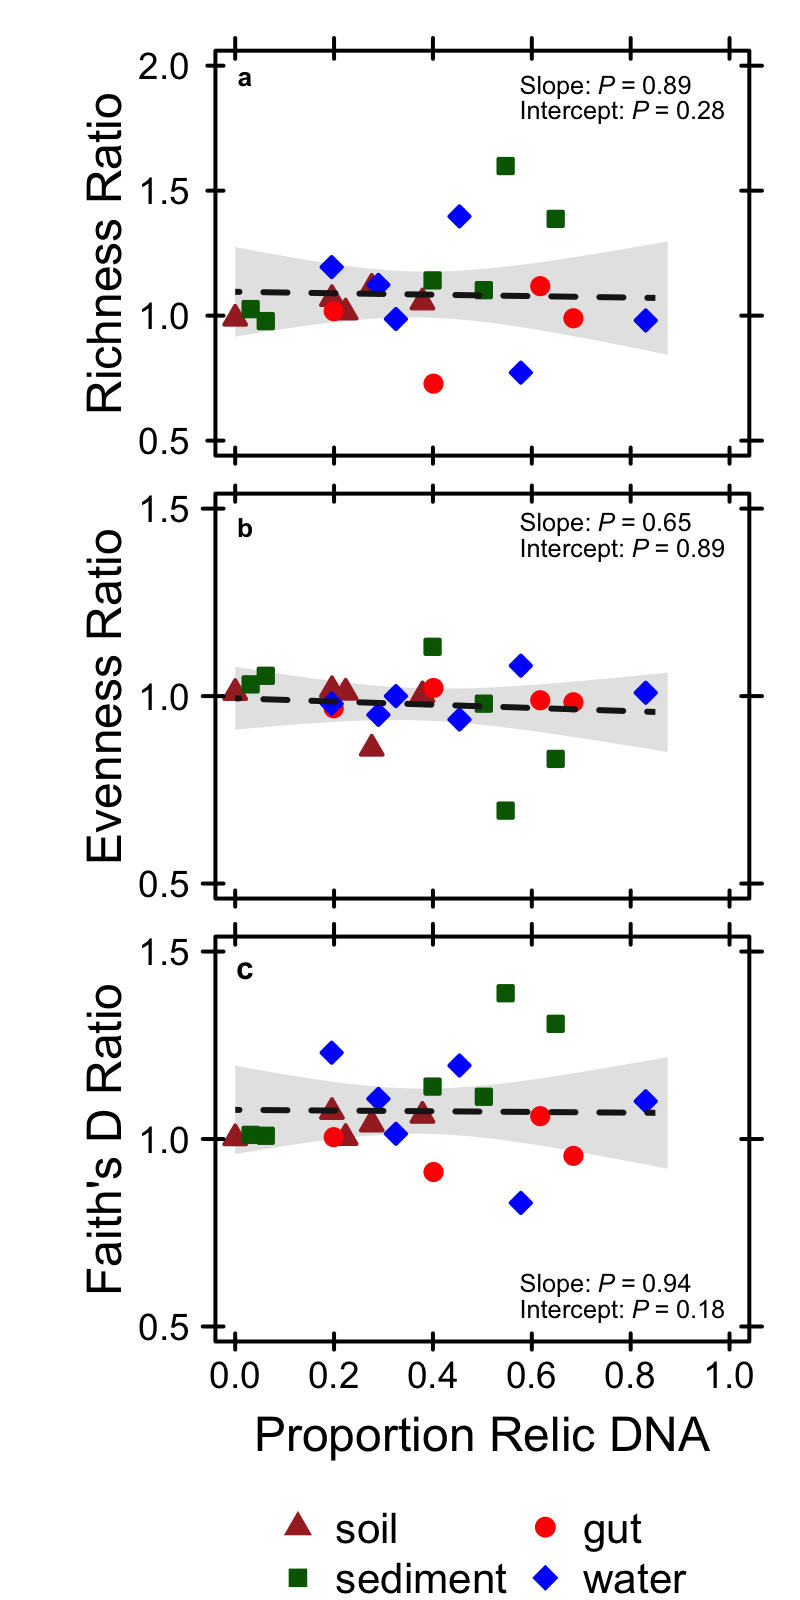 a
Slope: P = 0.89
Intercept: P = 0.28
Richness Ratio
2.0
1.5
1.0
0.5
b
Slope: P = 0.65
Intercept: P = 0.89
Evenness Ratio
1.5
1.0
0.5
c
Slope: P = 0.94
Intercept: P = 0.18
Faith's D Ratio
1.5
1.0
0.5
0.0 0.2 0.4 0.6 0.8 1.0
Proportion Relic DNA
soil gut
sediment water